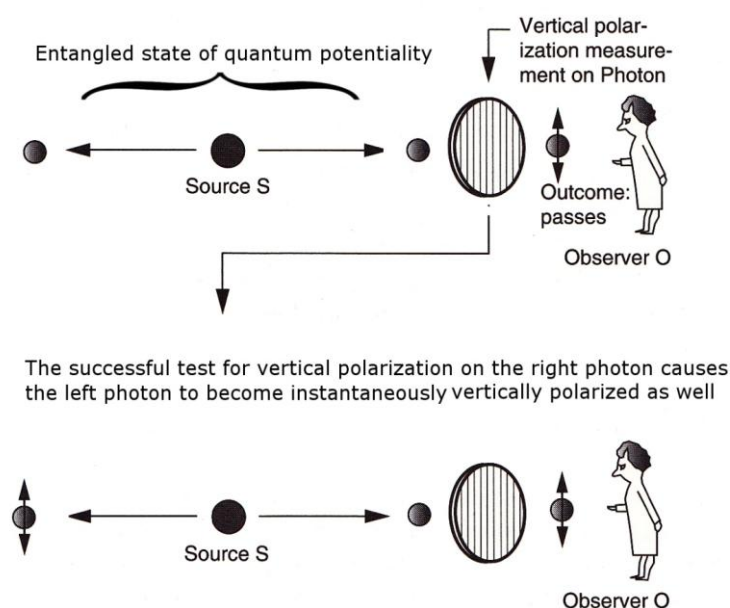 Entangled state of quantum potentiality
Vertical polar-
ization measure-
ment on Photon
Source S
Outcome:
passes
Observer O
The successful test for vertical polarization on the right photon causes
the left photon to become instantaneously vertically polarized as well
Source S
Observer O